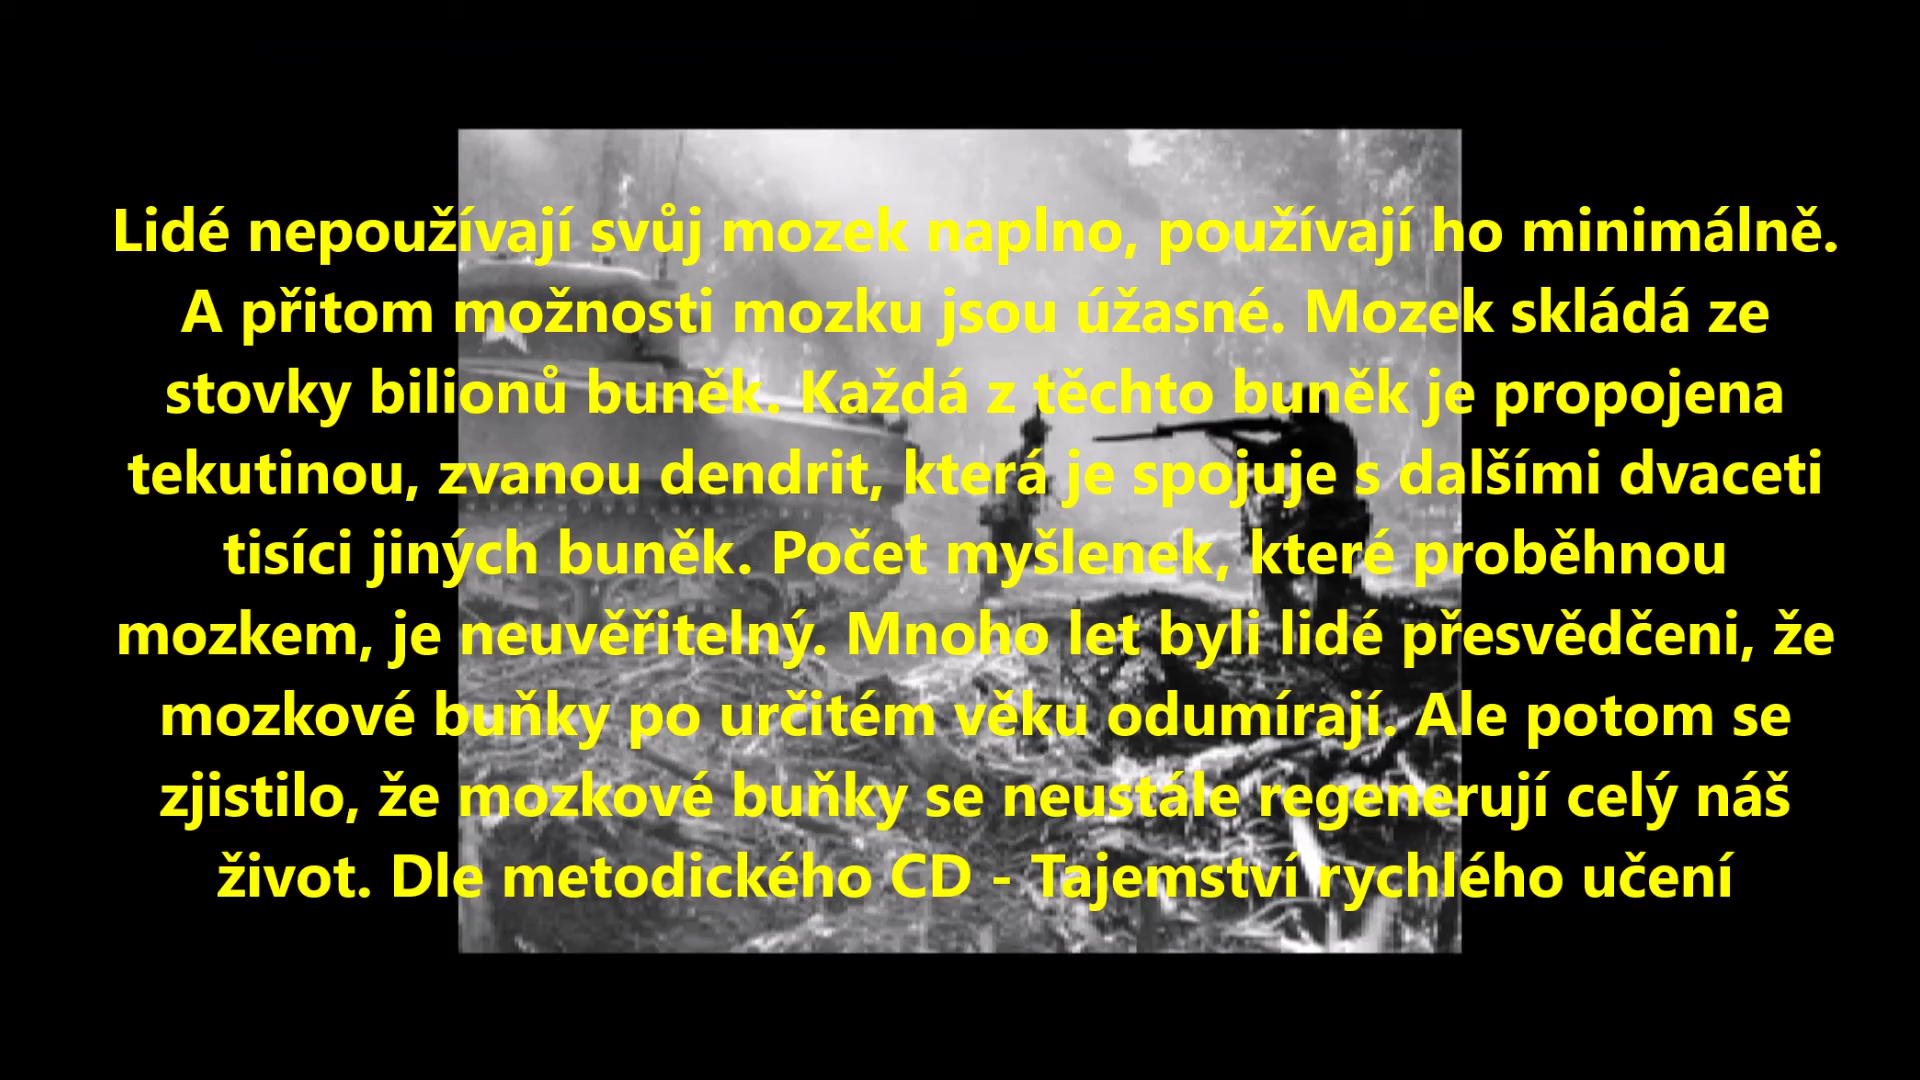 Lidé nepoužívají svůj mozek naplno, používají ho minimálně.
A přitom možnosti mozku jsou úžasné. Mozek skládá ze
stovky bilionů buněk. Každá z těchto buněk je propojena
tekutinou, zvanou dendrit, která je spojuje s dalšími dvaceti
tisíci jiných buněk. Počet myšlenek, které proběhnou
mozkem, je neuvěřitelný. Mnoho let byli lidé přesvědčeni, že
mozkové buňky po určitém věku odumírají. Ale potom se
zjistilo, že mozkové buňky se neustále regenerují celý náš
život. Dle metodického CD - Tajemství rychlého učení